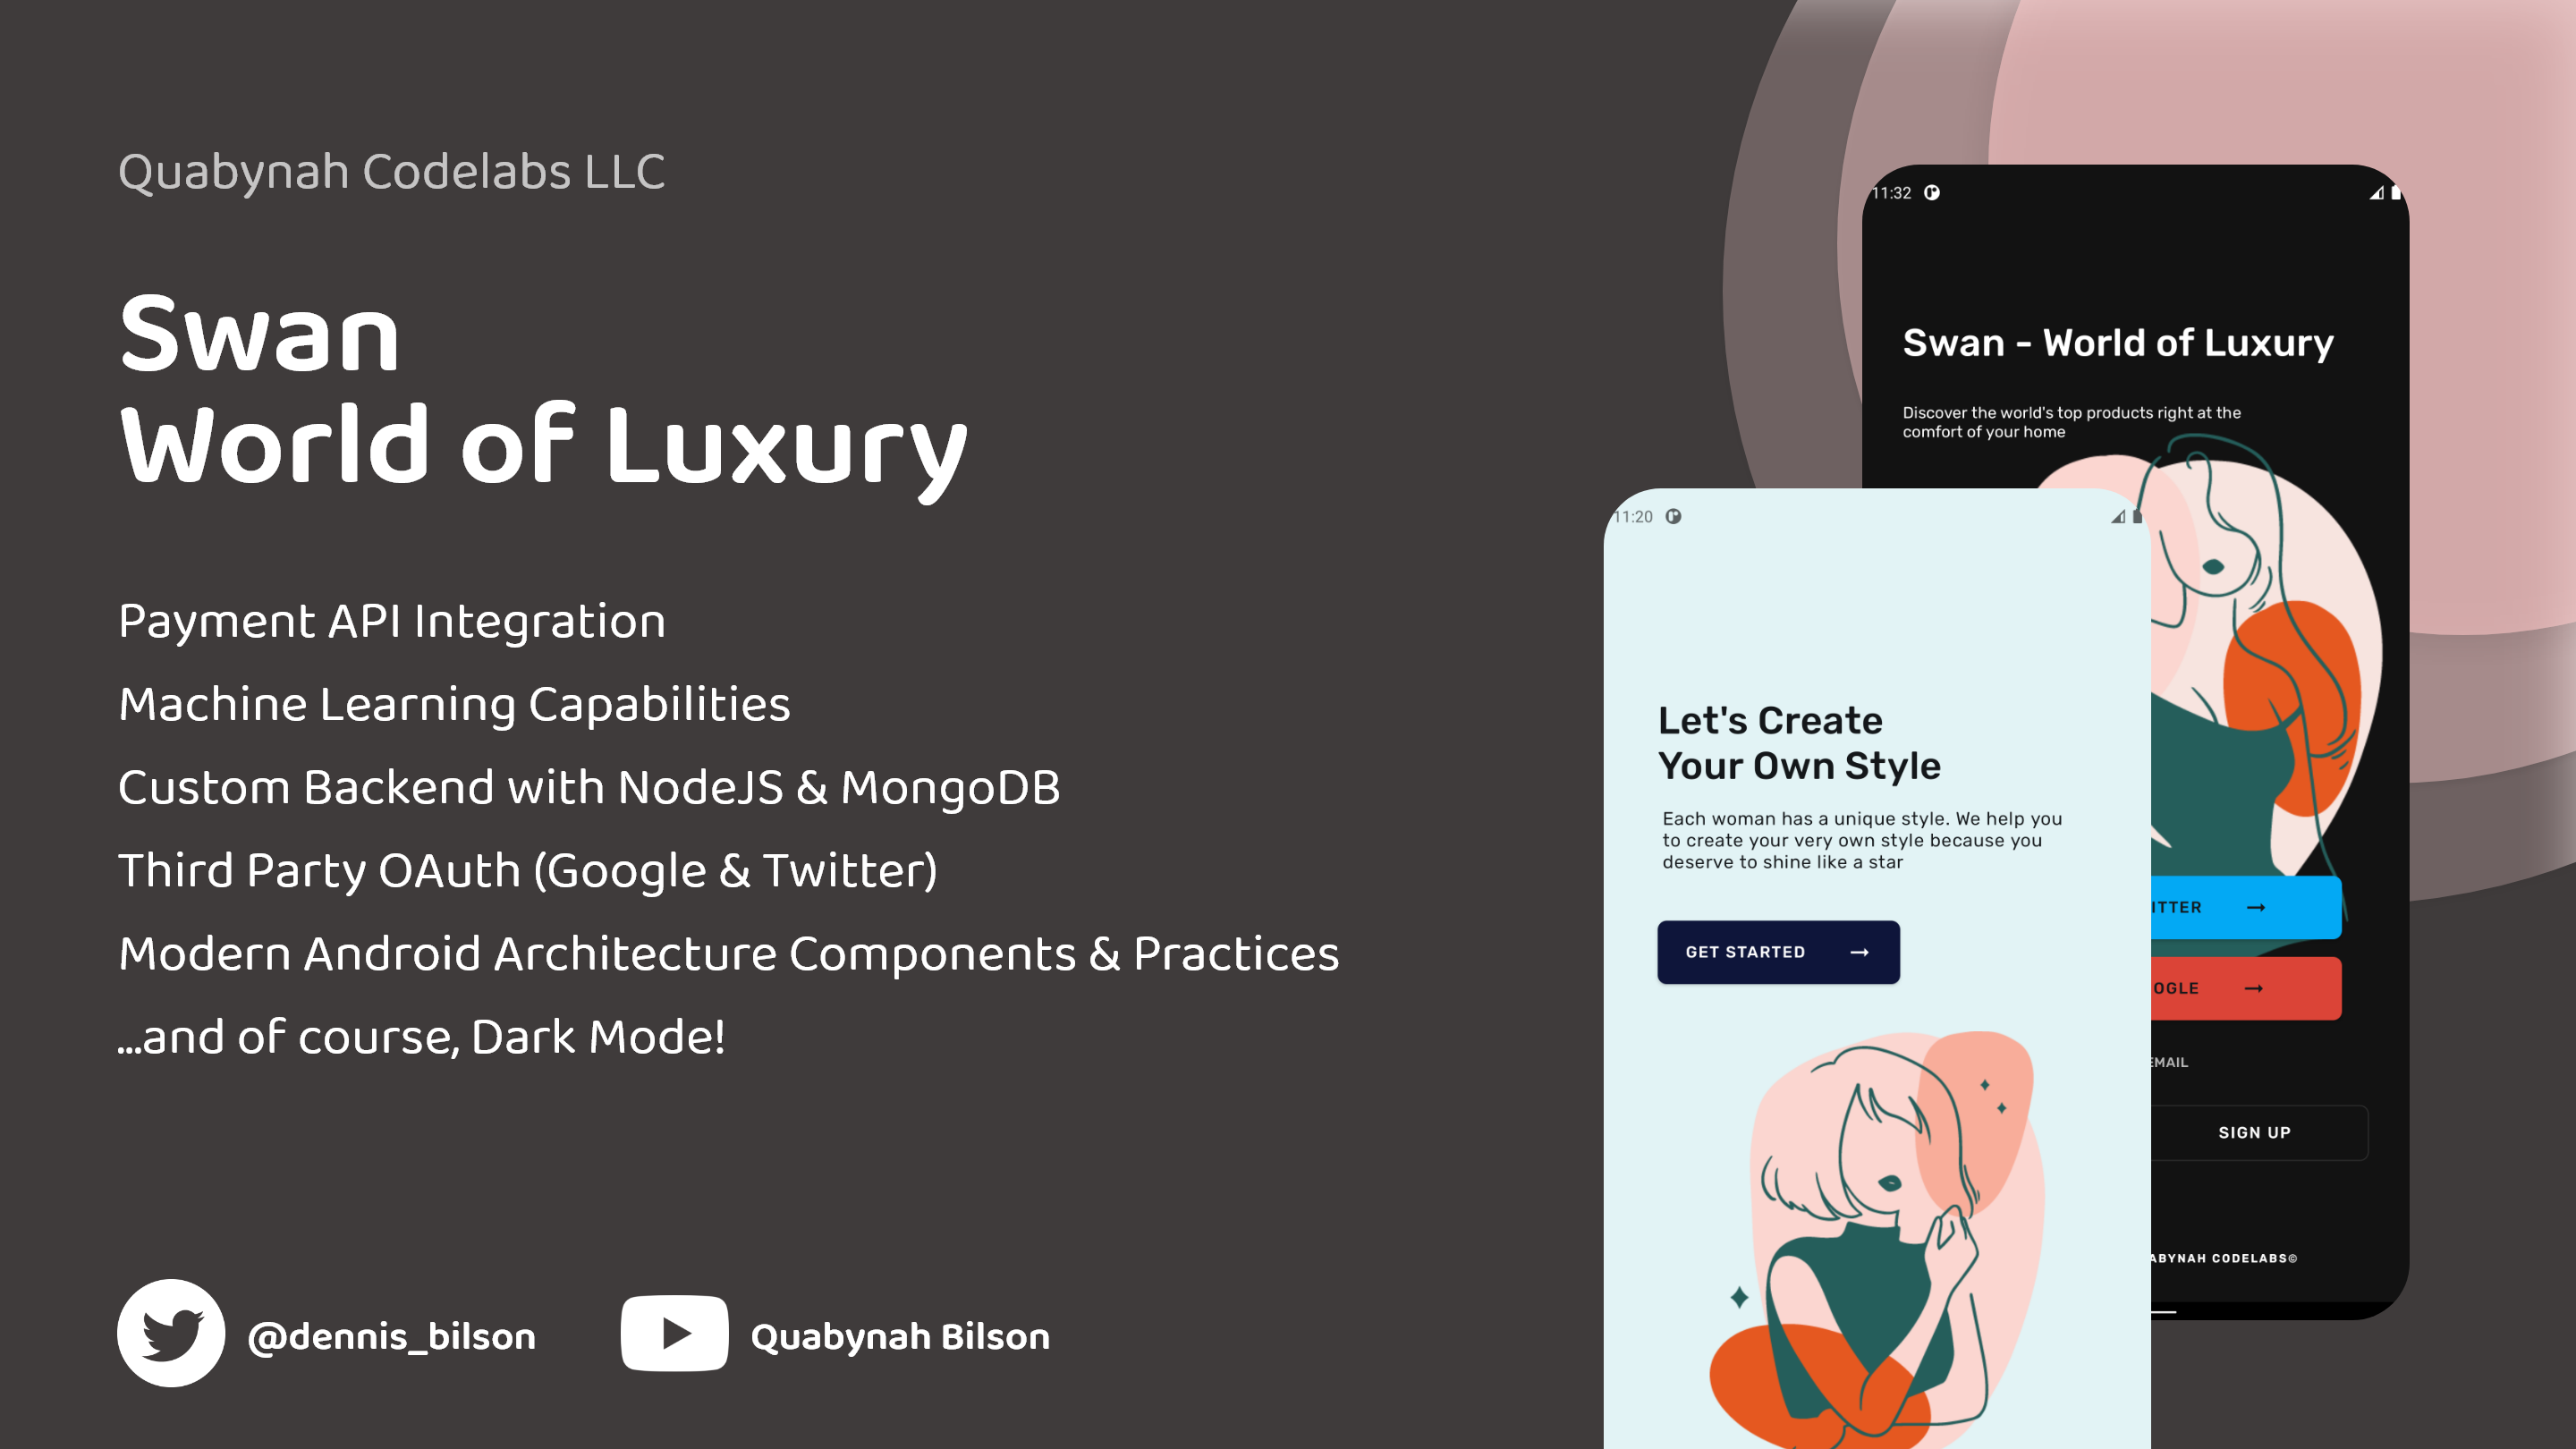 Quabynah Codelabs LLC
Swan
World of Luxury
Payment API Integration
Machine Learning Capabilities
Custom Backend with NodeJS & MongoDB
Third Party OAuth (Google & Twitter)
Modern Android Architecture Components & Practices
...and of course, Dark Mode!
@dennis_bilson
Quabynah Bilson
11:32
Swan - World of Luxury
Discover the world's top products right at the
comfort of your home
ITTER
OGLE
EMAIL
SIGN UP
ABYNAH CODELABS©
11:20
Let's Create
Your Own Style
Each woman has a unique style. We help you
to create your very own style because you
deserve to shine like a star
GET STARTED